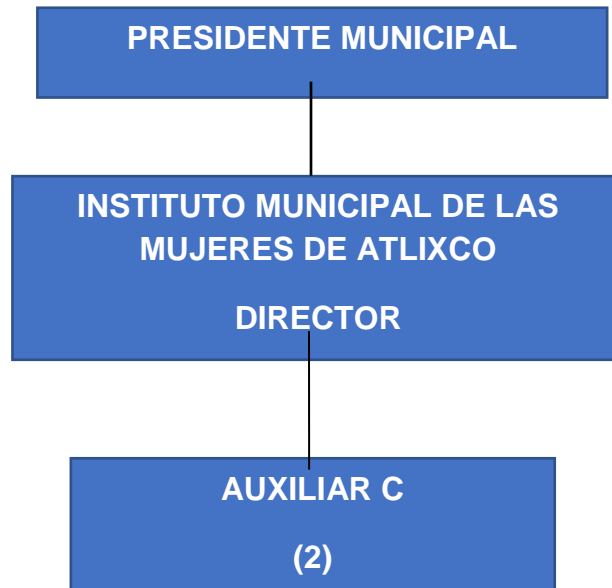 PRESIDENTE MUNICIPAL
INSTITUTO MUNICIPAL DE LAS
MUJERES DE ATLIXCO
DIRECTOR
AUXILIAR C
(2)